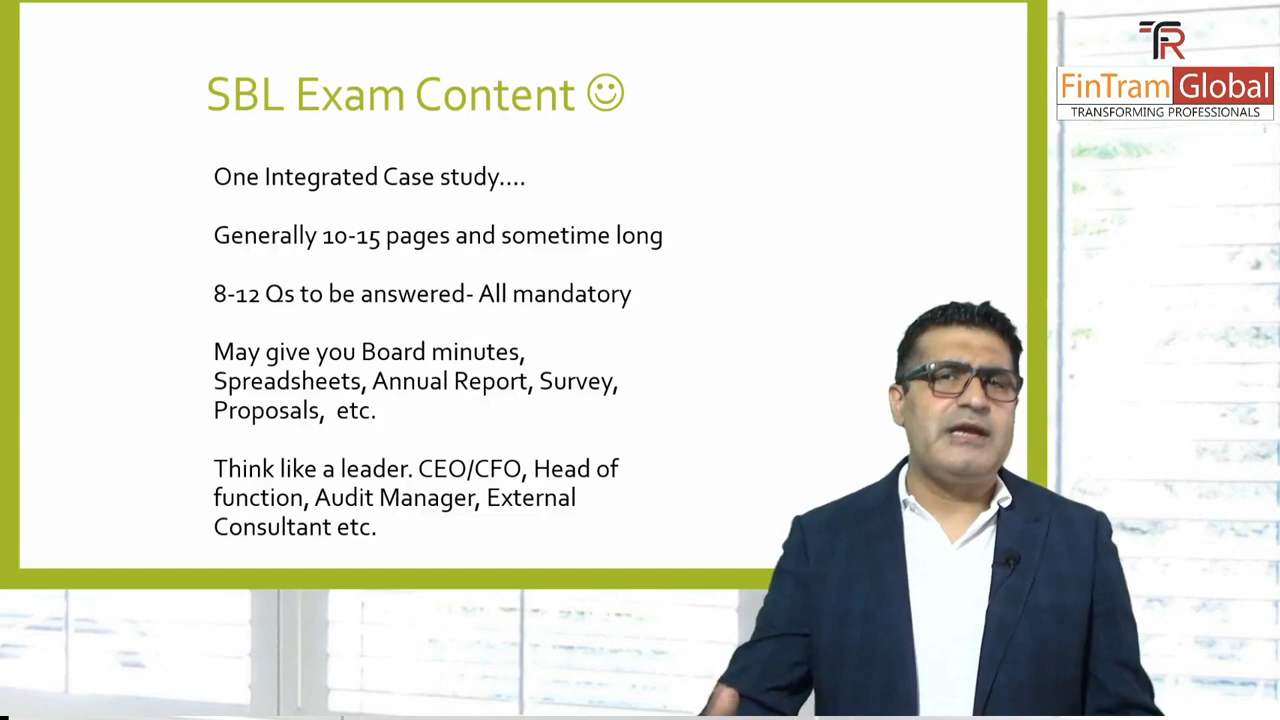 SBL Exam Content ☺
One Integrated Case study....
Generally 10-15 pages and sometime long
8-12 Qs to be answered- All mandatory
May give you Board minutes,
Spreadsheets, Annual Report, Survey,
Proposals, etc.
Think like a leader. CEO/CFO, Head of
function, Audit Manager, External
Consultant etc.
FinTram Global
TRANSFORMING PROFESSIONALS